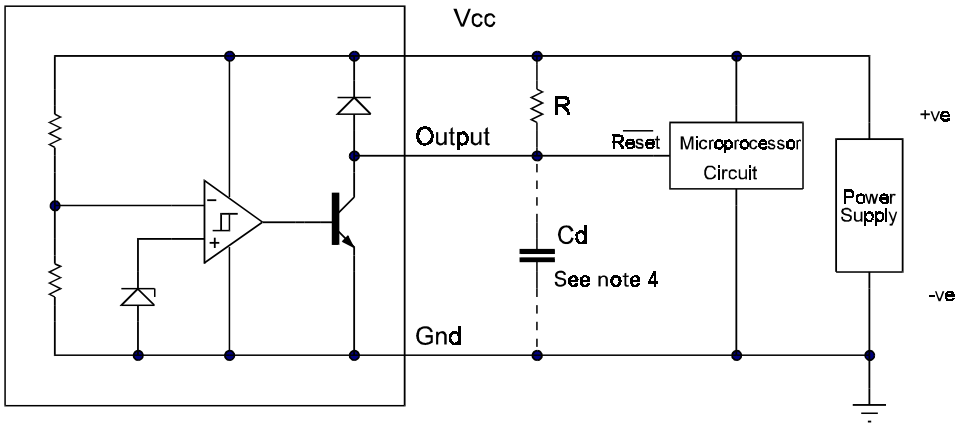 Vcc
+ve
R
Output
Reset
Microprocessor
Circuit
Power
Supply
-
+
Cd
See note 4
-ve
Gnd